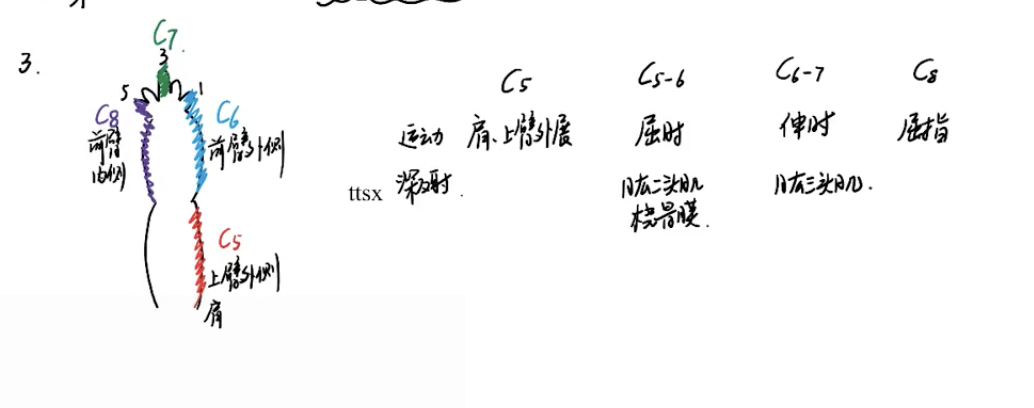 3.
C7
3
5 1
C8 C6
前臂 前臂外侧
内侧
C5
上臂外侧
肩
C5 C5-6 C6-7 C8
运动 肩、上臂外展 屈肘 伸肘 屈指
ttsx 深反射. 肱二头肌 肱三头肌.
桡骨膜.